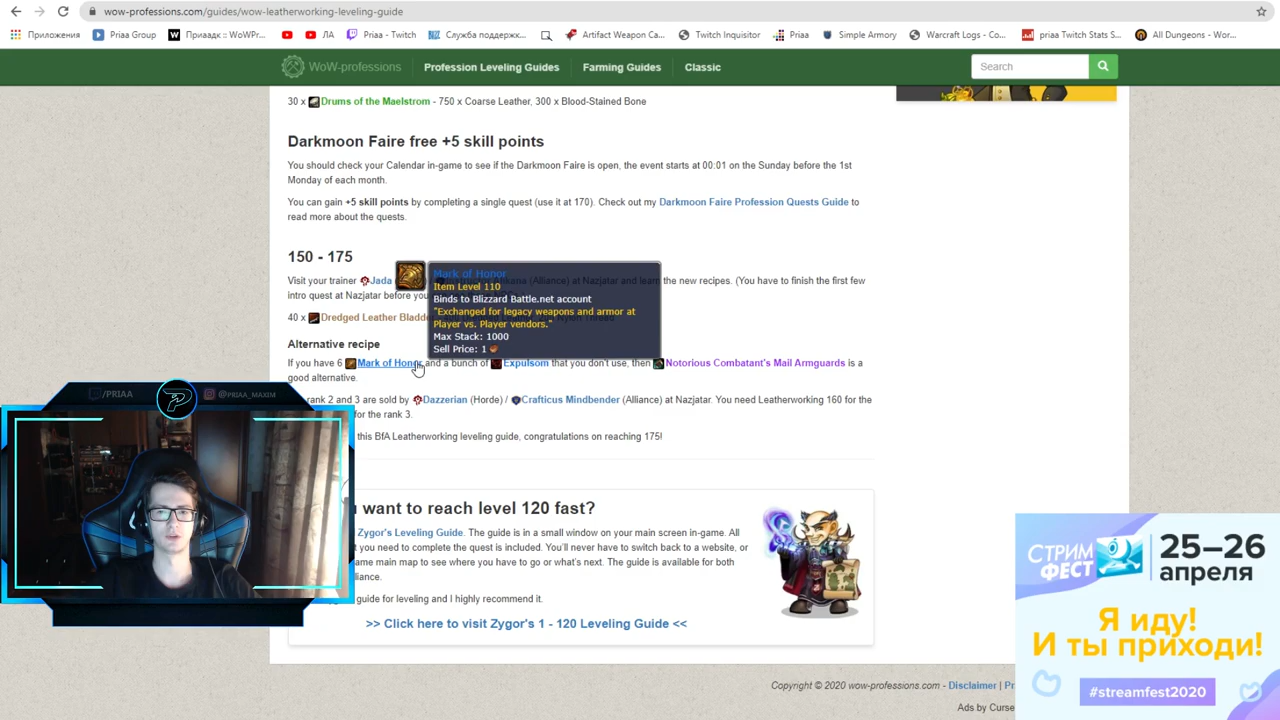 wow-professions.com/guides/wow-leatherworking-leveling-guide
Приложения Priaa Group Приаадк :: WoWPr... ЛА Priaa - Twitch Служба поддержк... Artifact Weapon Ca... Twitch Inquisitor Priaa Simple Armory Warcraft Logs - Co... priaa Twitch Stats S... All Dungeons - Wor...
WoW-professions Profession Leveling Guides Farming Guides Classic Search
30 x Drums of the Maelstrom - 750 x Coarse Leather, 300 x Blood-Stained Bone
Darkmoon Faire free +5 skill points
You should check your Calendar in-game to see if the Darkmoon Faire is open, the event starts at 00:01 on the Sunday before the 1st
Monday of each month.
You can gain +5 skill points by completing a single quest (use it at 170). Check out my Darkmoon Faire Profession Quests Guide to
read more about the quests.
150 - 175
Visit your trainer Jada (Alliance) at Nazjatar and learn the new recipes. (You have to finish the first few
intro quest at Nazjatar before you
40 x Dredged Leather Bladde
Mark of Honor
Item Level 110
Binds to Blizzard Battle.net account
"Exchanged for legacy weapons and armor at
Player vs. Player vendors."
Max Stack: 1000
Sell Price: 1
Alternative recipe
If you have 6 Mark of Honor and a bunch of Expulsom that you don't use, then Notorious Combatant's Mail Armguards is a
good alternative.
rank 2 and 3 are sold by Dazzerian (Horde) / Crafticus Mindbender (Alliance) at Nazjatar. You need Leatherworking 160 for the
for the rank 3.
this BfA Leatherworking leveling guide, congratulations on reaching 175!
want to reach level 120 fast?
Zygor's Leveling Guide. The guide is in a small window on your main screen in-game. All
t you need to complete the quest is included. You'll never have to switch back to a website, or
ame main map to see where you have to go or what's next. The guide is available for both
liance.
guide for leveling and I highly recommend it.
>> Click here to visit Zygor's 1 - 120 Leveling Guide <<
Copyright © 2020 wow-professions.com - Disclaimer | Pr
Ads by Curse
/PRIAA @PRIAA_MAXIM
СТРИМ
ФЕСТ
25–26
апреля
Я иду!
И ты приходи!
#streamfest2020